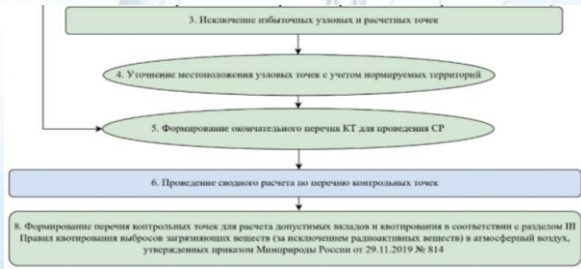 3. Исключение избыточных узловых и расчетных точек
4. Уточнение местоположения узловых точек с учетом нормируемых территорий
5. Формирование окончательного перечня КТ для проведения СР
6. Проведение сводного расчета по перечню контрольных точек
8. Формирование перечня контрольных точек для расчета допустимых вкладов и квотирования в соответствии с разделом III
Правил квотирования выбросов загрязняющих веществ (за исключением радиоактивных веществ) в атмосферный воздух,
утвержденных приказом Минприроды России от 29.11.2019 № 814